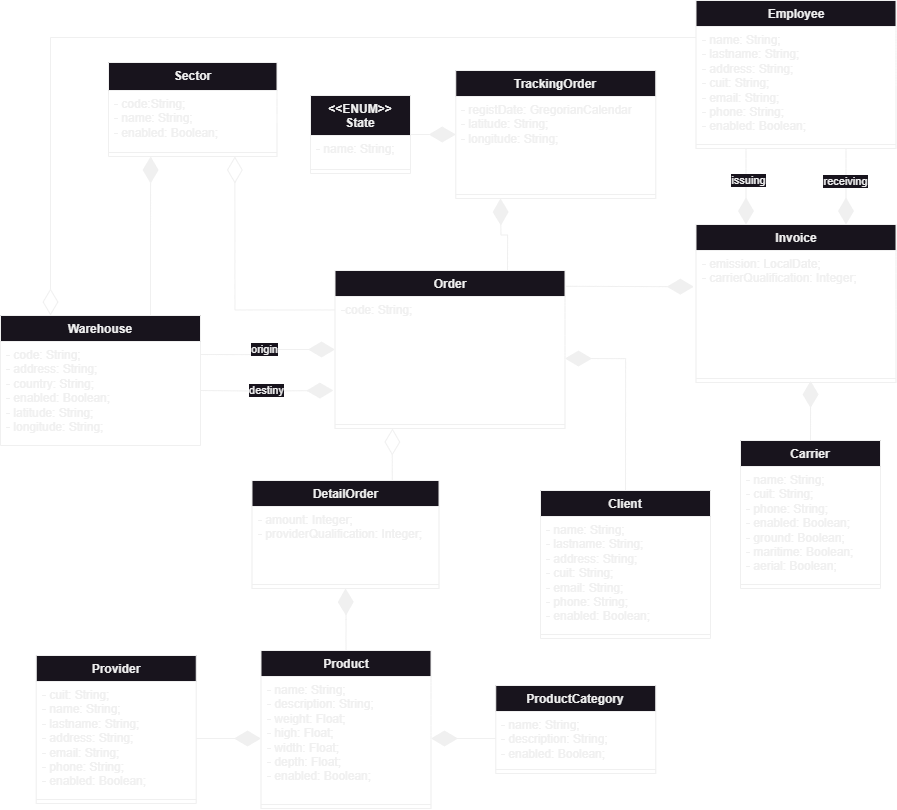 Employee
- name: String;
- lastname: String;
- address: String;
- cuit: String;
- email: String;
- phone: String;
- enabled: Boolean;
Sector
- code:String;
- name: String;
- enabled: Boolean;
<<ENUM>>
State
- name: String;
TrackingOrder
- registDate: GregorianCalendar
- latitude: String;
- longitude: String;
issuing
receiving
Invoice
- emission: LocalDate;
- carrierQualification: Integer;
Order
-code: String;
Warehouse
- code: String;
- address: String;
- country: String;
- enabled: Boolean;
- latitude: String;
- longitude: String;
origin
destiny
Carrier
- name: String;
- cuit: String;
- phone: String;
- enabled: Boolean;
- ground: Boolean;
- maritime: Boolean;
- aerial: Boolean;
DetailOrder
- amount: Integer;
- providerQualification: Integer;
Client
- name: String;
- lastname: String;
- address: String;
- cuit: String;
- email: String;
- phone: String;
- enabled: Boolean;
Provider
- cuit: String;
- name: String;
- lastname: String;
- address: String;
- email: String;
- phone: String;
- enabled: Boolean;
Product
- name: String;
- description: String;
- weight: Float;
- high: Float;
- width: Float;
- depth: Float;
- enabled: Boolean;
ProductCategory
- name: String;
- description: String;
- enabled: Boolean;